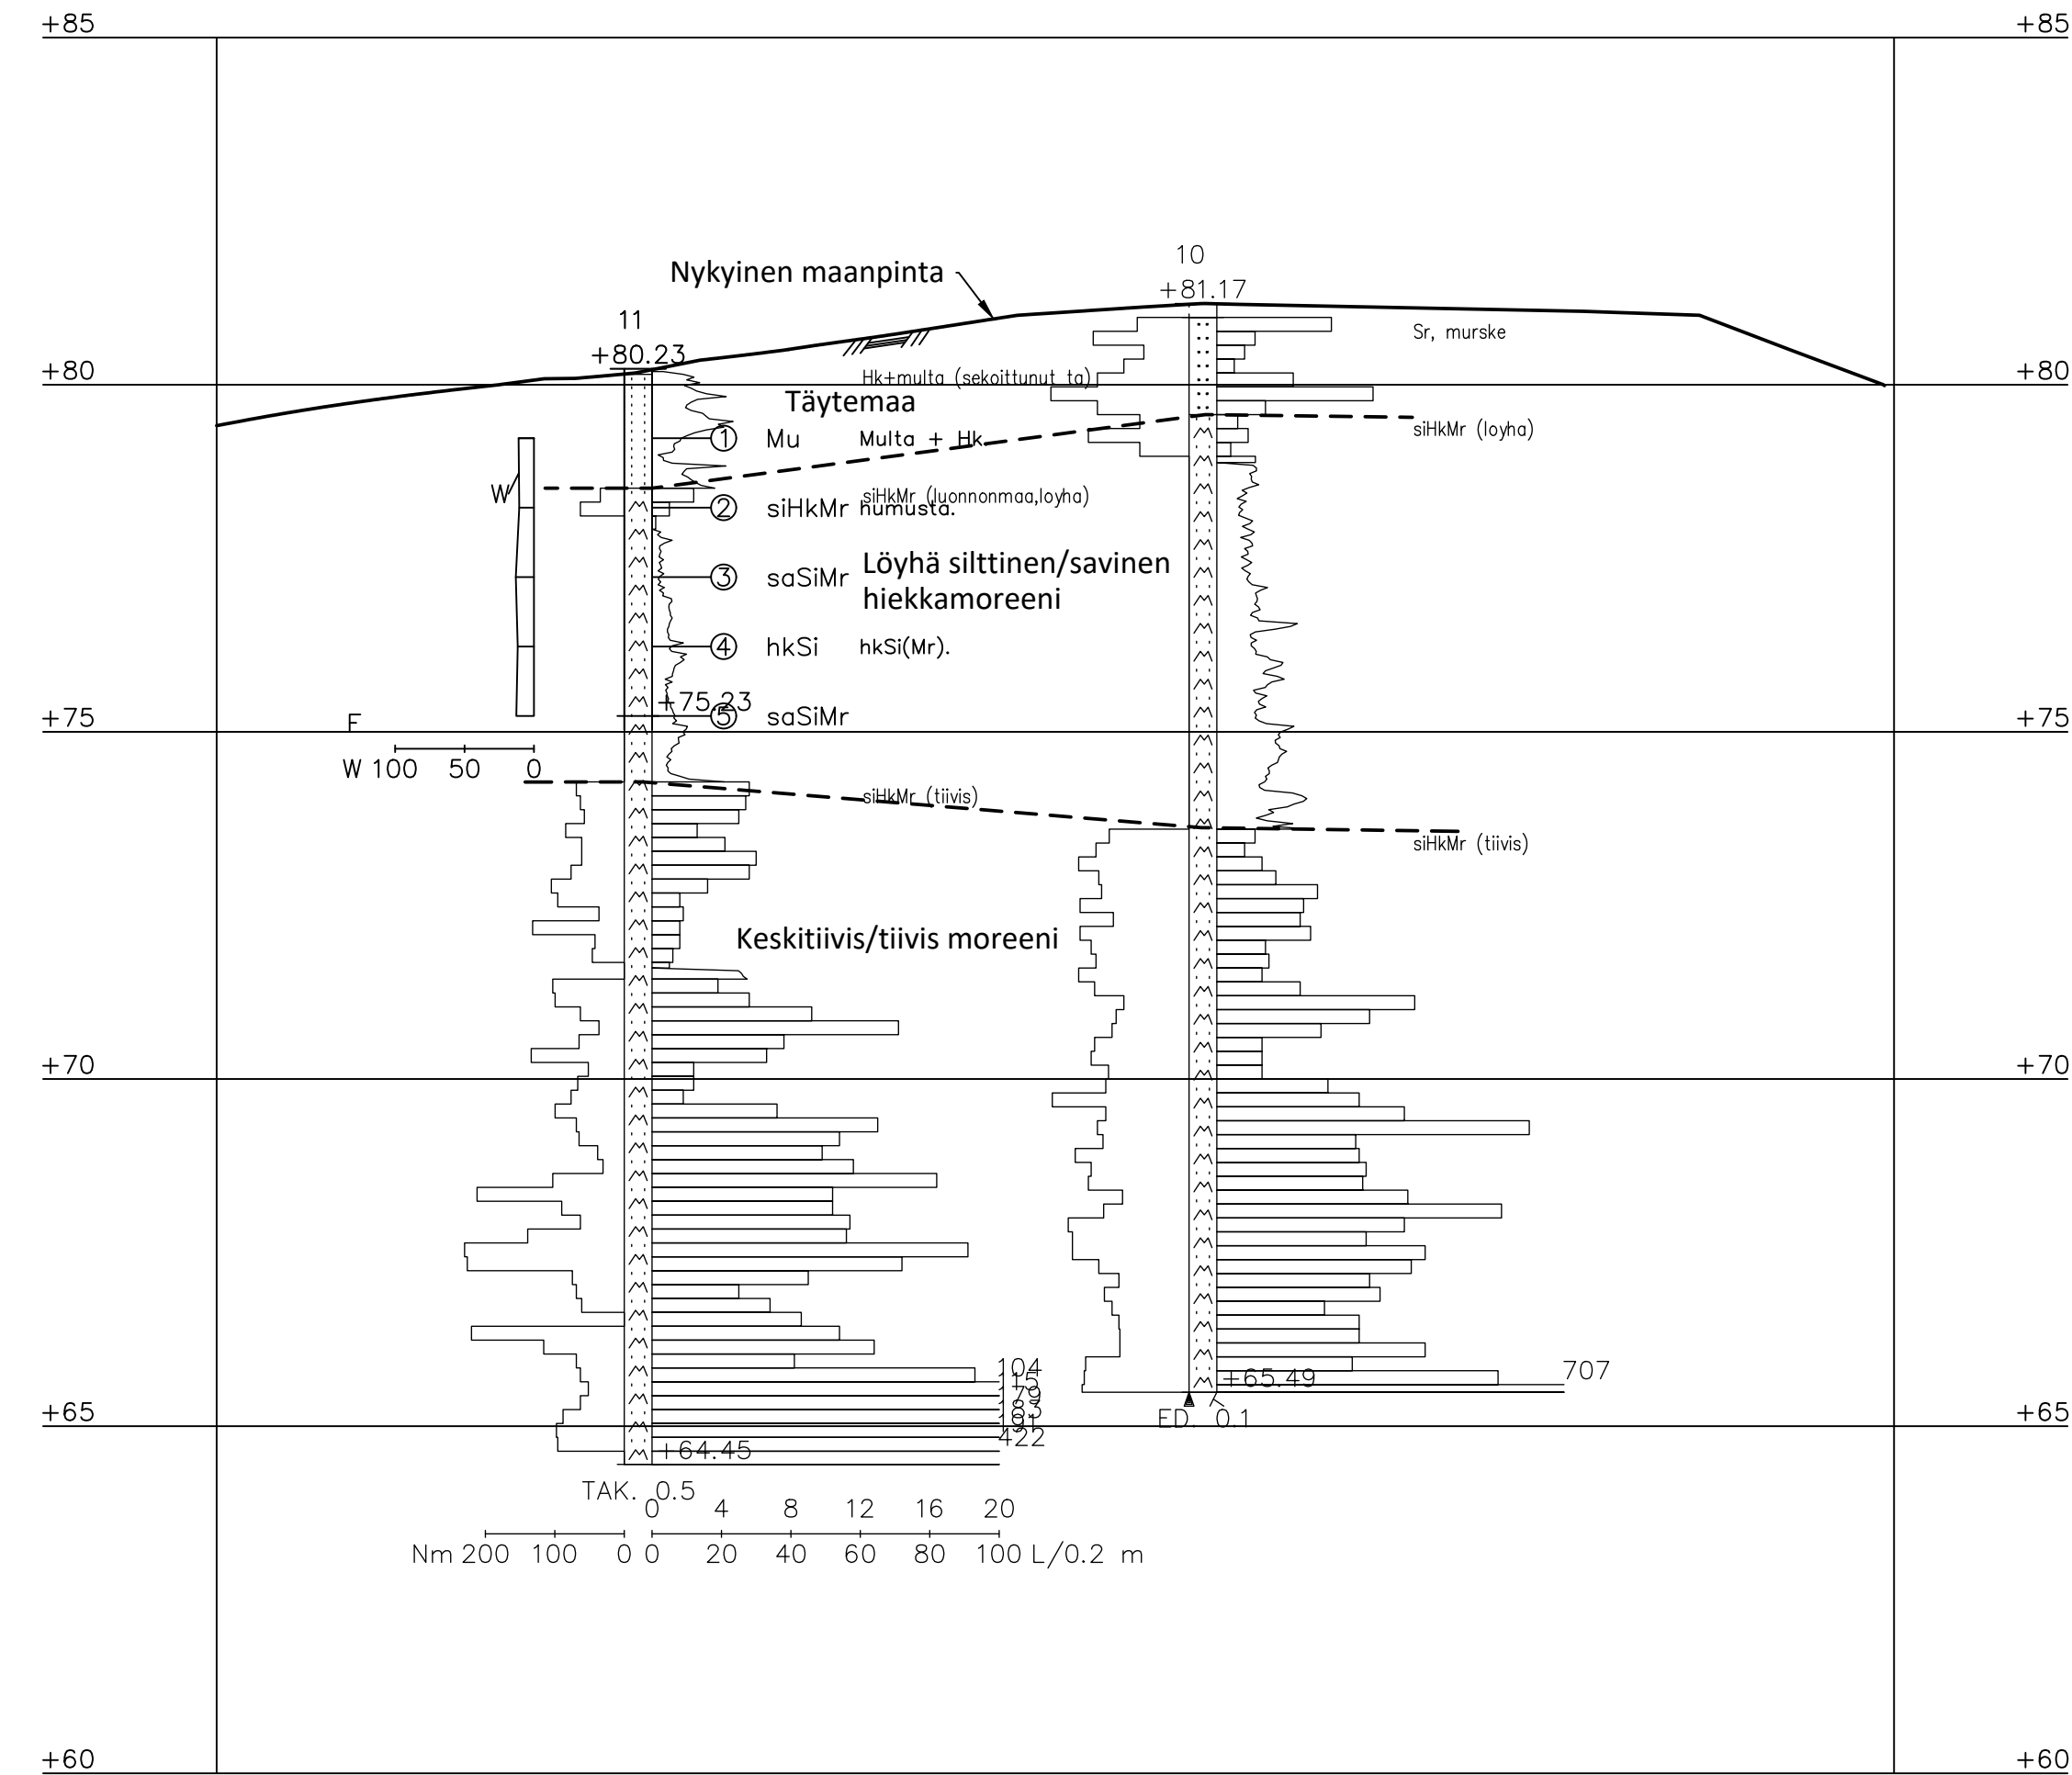 +85 +85
10
Nykyinen maanpinta
+81.17
11
Sr, murske
+80.23
+80 +80
Hk+multa (sekoittunut ta)
Täytemaa
siHkMr (loyha)
1 Mu Multa + Hk
W
siHkMr (luonnonmaa,loyha)
2 siHkMr humusta.
3 saSiMr
Löyhä silttinen/savinen
hiekkamoreeni
4 hkSi hkSi(Mr).
+75.23
5 saSiMr
+75 F +75
W 100 50 0
siHkMr (tiivis)
siHkMr (tiivis)
Keskitiivis/tiivis moreeni
+70 +70
104
707
+65.49
+65 ED. 0.1 +65
422
+64.45
TAK. 0.5
0 4 8 12 16 20
Nm 200 100 0 0 20 40 60 80 100 L/0.2 m
+60 +60